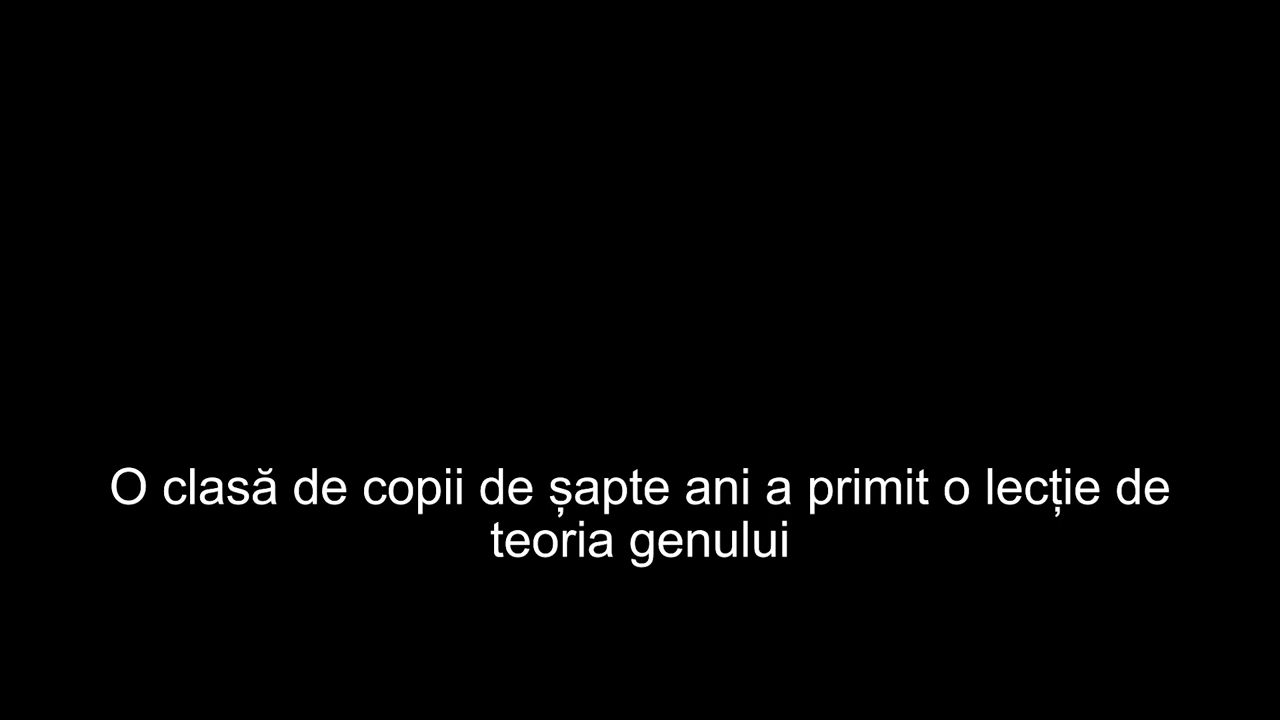 O clasă de copii de șapte ani a primit o lecție de
teoria genului